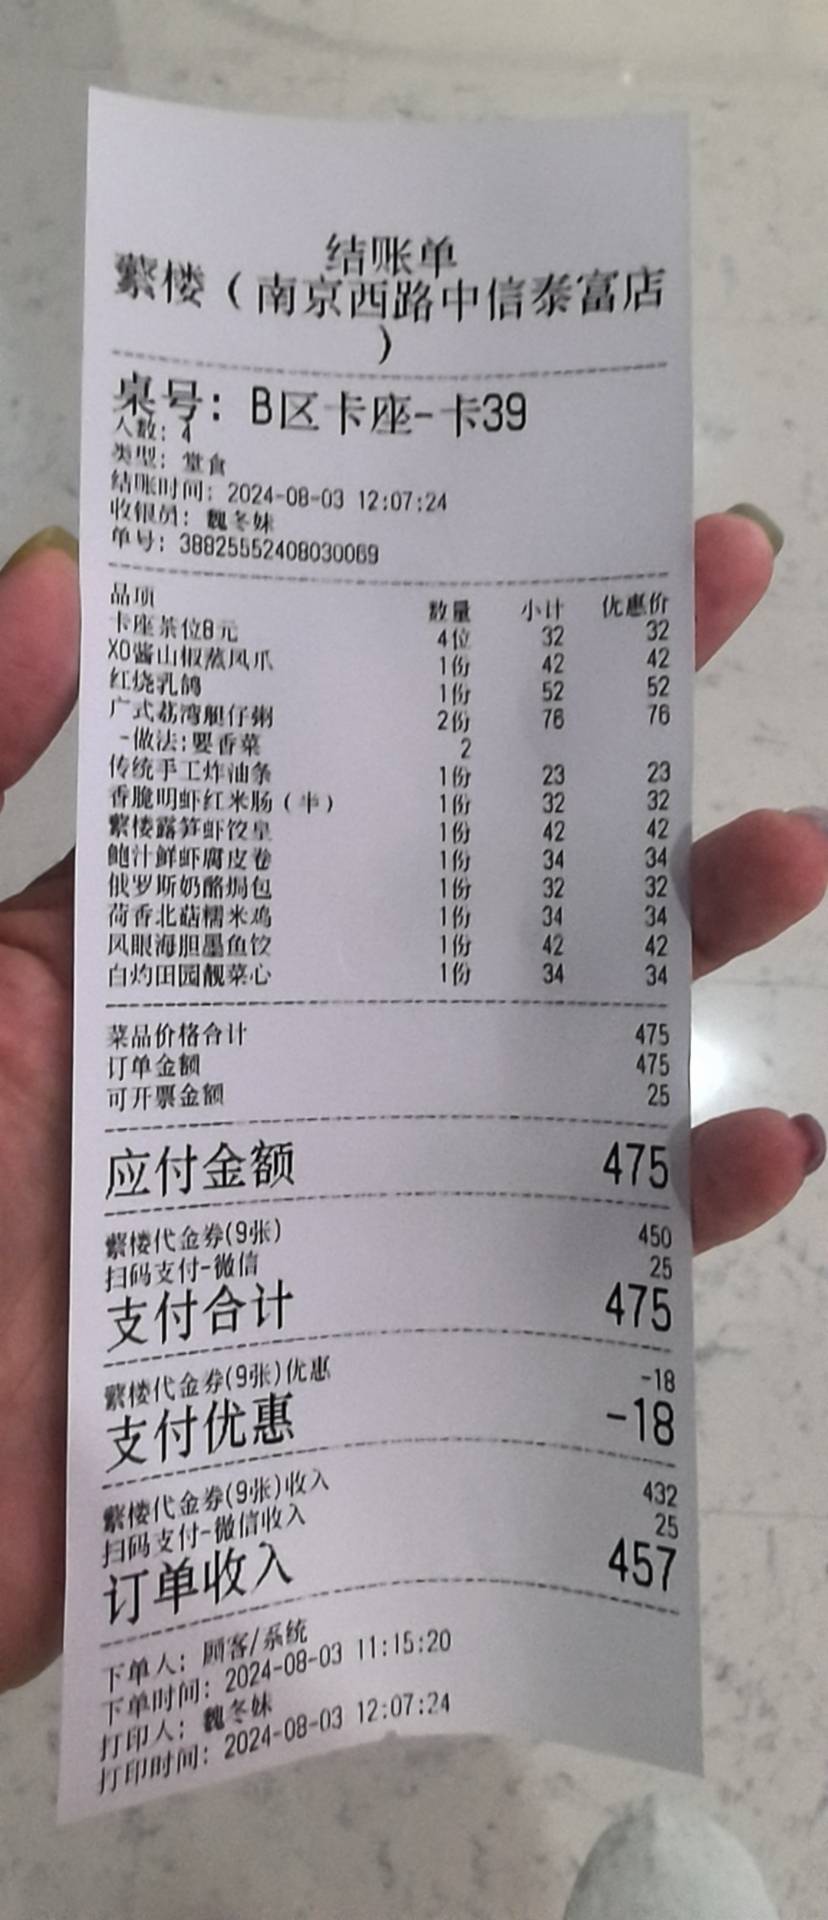 结账单
紫楼（南京西路中信泰富店
）
桌号: B区卡座-卡39
人数: 4
类型: 堂食
结账时间: 2024-08-03 12:07:24
收银员: 魏冬妹
单号: 38825552408030069
品项 数量 小计 优惠价
卡座茶位8元 4位 32 32
XO酱山椒蒸凤爪 1份 42 42
红烧乳鸽 1份 52 52
广式荔湾艇仔粥 2份 76 76
-做法:要香菜 2
传统手工炸油条 1份 23 23
香脆明虾红米肠（牛） 1份 32 32
紫楼露笋虾饺皇 1份 42 42
鲍汁鲜虾腐皮卷 1份 34 34
俄罗斯奶酪焗包 1份 32 32
荷香北菇糯米鸡 1份 34 34
凤眼海胆墨鱼饺 1份 42 42
白灼田园靓菜心 1份 34 34
菜品价格合计 475
订单金额 475
可开票金额 25
应付金额 475
紫楼代金券(9张) 450
扫码支付-微信 25
支付合计 475
紫楼代金券(9张)优惠 -18
支付优惠 -18
紫楼代金券(9张)收入 432
扫码支付-微信收入 25
订单收入 457
下单人: 顾客/系统
下单时间: 2024-08-03 11:15:20
打印人: 魏冬妹
打印时间: 2024-08-03 12:07:24